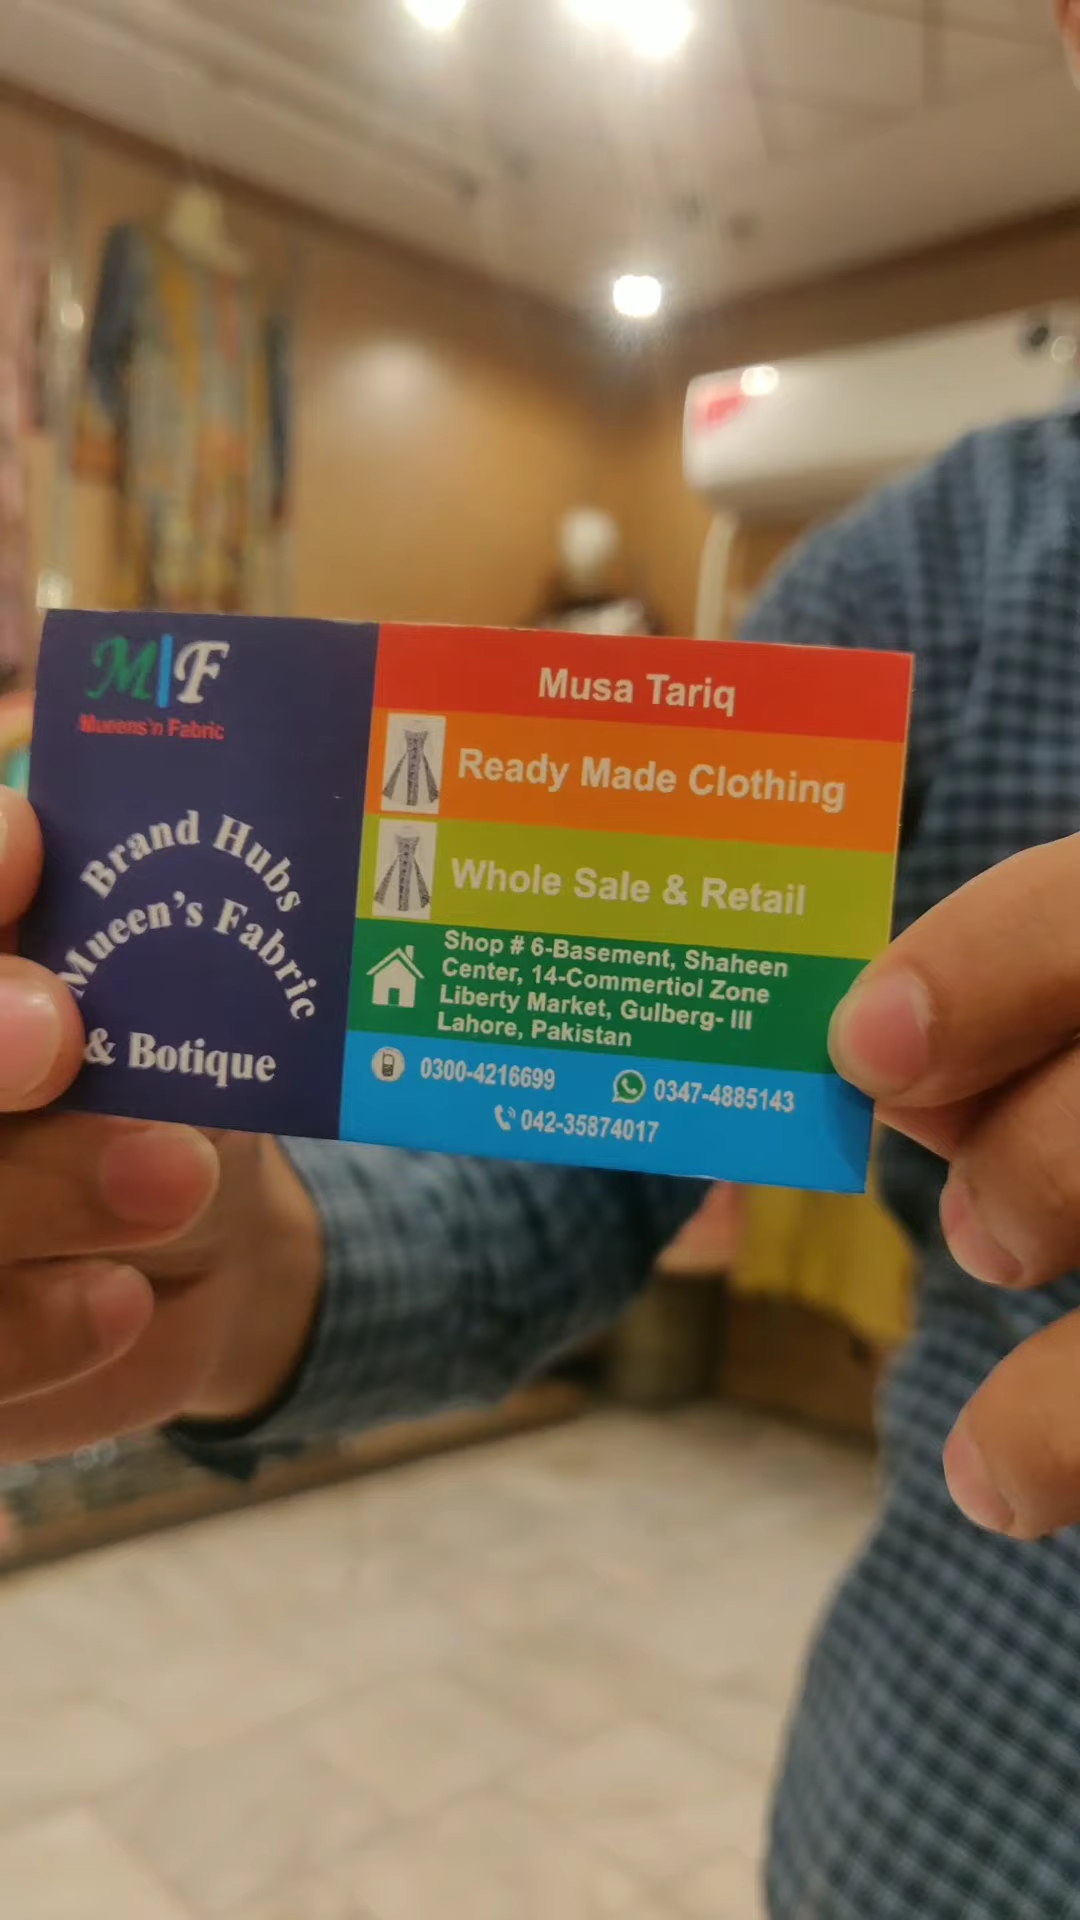 M|F
Mueens'n Fabric
Brand Hubs
Mueen's Fabric
& Botique
Musa Tariq
Ready Made Clothing
Whole Sale & Retail
Shop # 6-Basement, Shaheen
Center, 14-Commertiol Zone
Liberty Market, Gulberg- III
Lahore, Pakistan
0300-4216699
0347-4885143
042-35874017